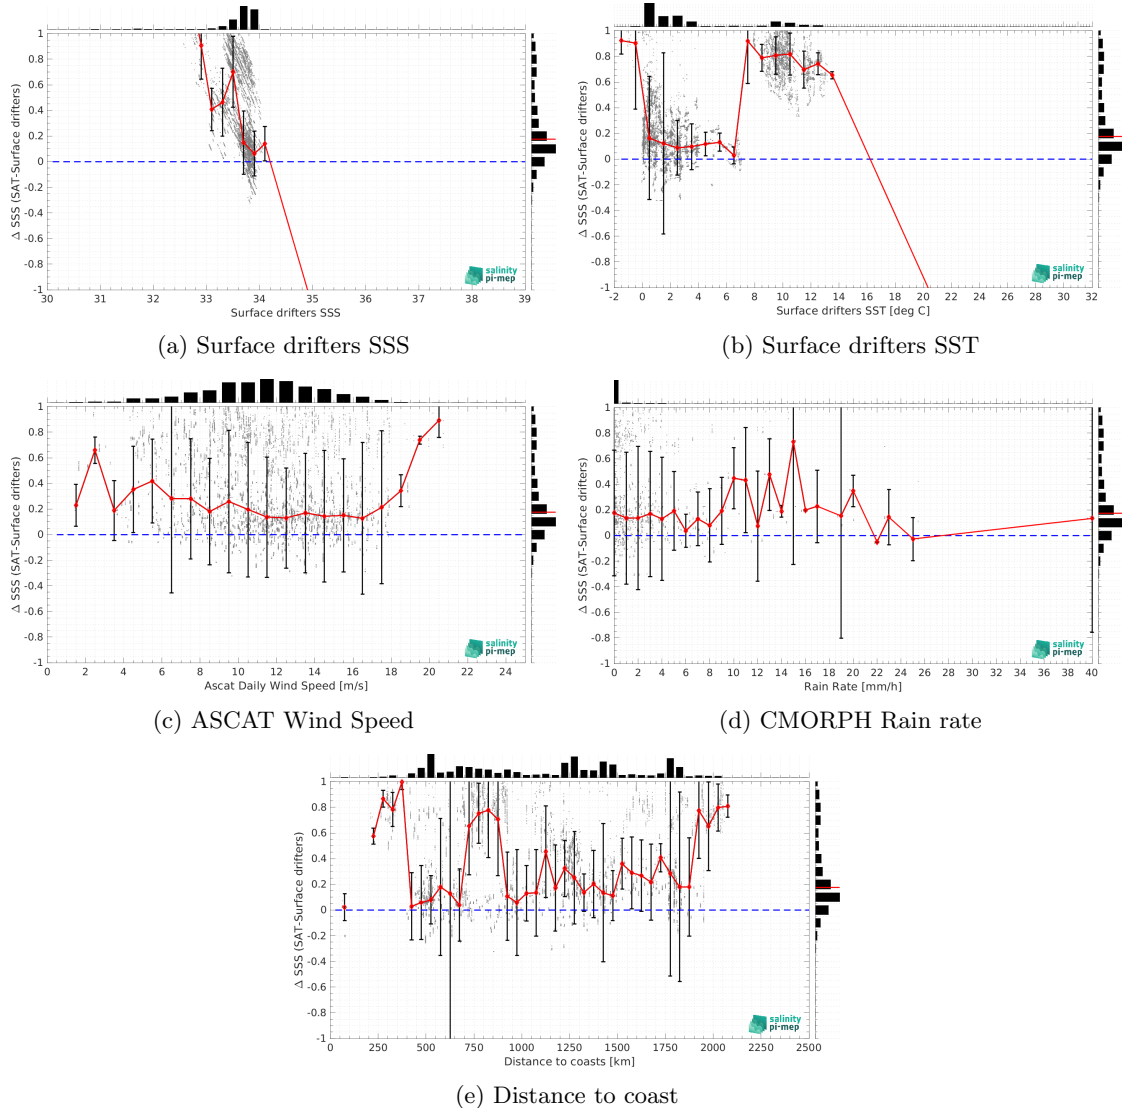 1
0.8
0.6
0.4
0.2
0
-0.2
-0.4
-0.6
-0.8
-1
Δ SSS (SAT-Surface drifters)
30 31 32 33 34 35 36 37 38 39
Surface drifters SSS
salinity
pi-mep
(a) Surface drifters SSS
1
0.8
0.6
0.4
0.2
0
-0.2
-0.4
-0.6
-0.8
-1
Δ SSS (SAT-Surface drifters)
-2 0 2 4 6 8 10 12 14 16 18 20 22 24 26 28 30 32
Surface drifters SST [deg C]
salinity
pi-mep
(b) Surface drifters SST
1
0.8
0.6
0.4
0.2
0
-0.2
-0.4
-0.6
-0.8
-1
Δ SSS (SAT-Surface drifters)
0 2 4 6 8 10 12 14 16 18 20 22 24
Ascat Daily Wind Speed [m/s]
salinity
pi-mep
(c) ASCAT Wind Speed
1
0.8
0.6
0.4
0.2
0
-0.2
-0.4
-0.6
-0.8
-1
Δ SSS (SAT-Surface drifters)
0 2 4 6 8 10 12 14 16 18 20 22 24 26 28 30 32 34 36 38 40
Rain Rate [mm/h]
salinity
pi-mep
(d) CMORPH Rain rate
1
0.8
0.6
0.4
0.2
0
-0.2
-0.4
-0.6
-0.8
-1
Δ SSS (SAT-Surface drifters)
0 250 500 750 1000 1250 1500 1750 2000 2250 2500
Distance to coasts [km]
salinity
pi-mep
(e) Distance to coast